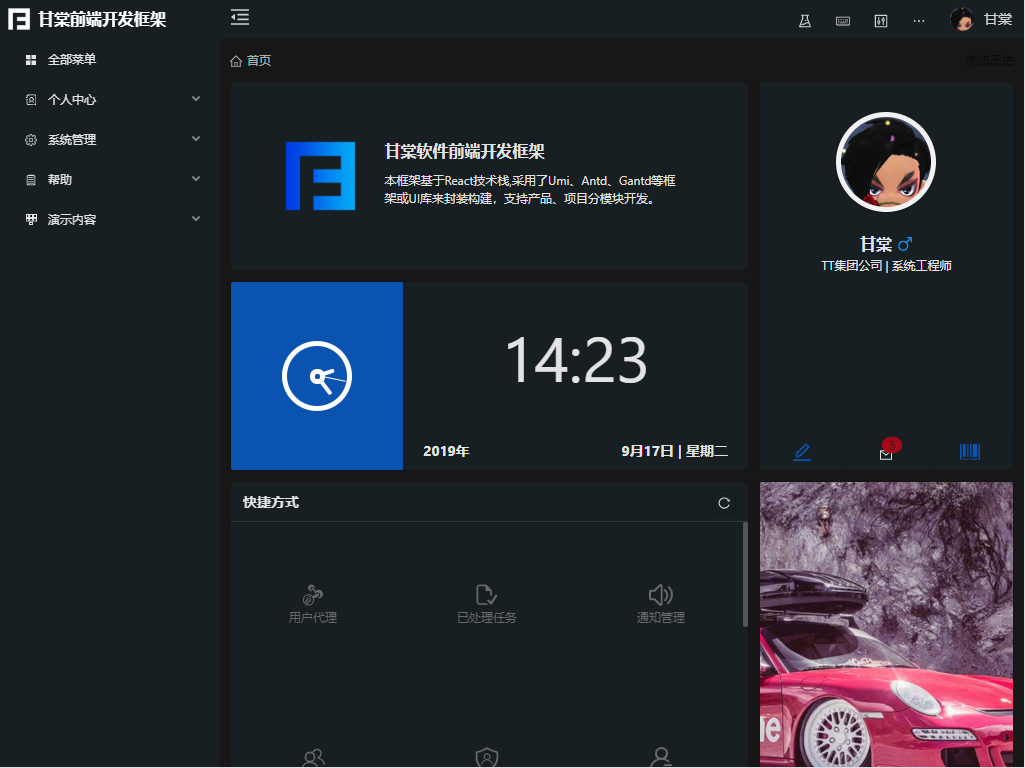 甘棠前端开发框架
甘棠
全部菜单
个人中心
系统管理
帮助
演示内容
首页
浏览历史
甘棠软件前端开发框架
本框架基于React技术栈,采用了Umi、Antd、Gantd等框
架或UI库来封装构建，支持产品、项目分模块开发。
甘棠
TT集团公司 | 系统工程师
14:23
2019年
9月17日 | 星期二
5
快捷方式
用户代理
已处理任务
通知管理